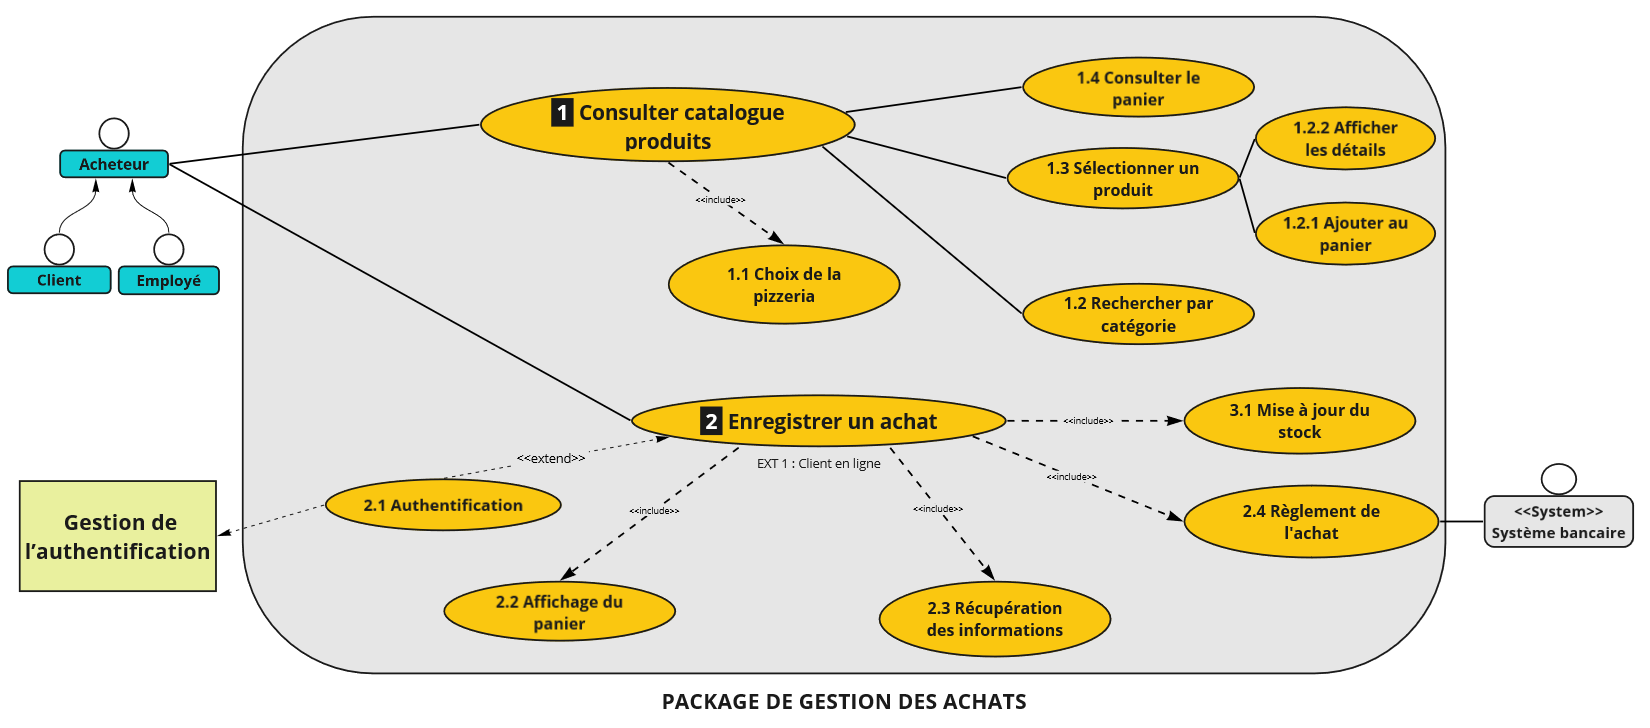 1 Consulter catalogue
produits
1.4 Consulter le
panier
1.2.2 Afficher
les détails
1.3 Sélectionner un
produit
1.2.1 Ajouter au
panier
Acheteur
<<include>>
Client
Employé
1.1 Choix de la
pizzeria
1.2 Rechercher par
catégorie
2 Enregistrer un achat
<<include>>
3.1 Mise à jour du
stock
<<extend>>
EXT 1 : Client en ligne
<<include>>
2.1 Authentification
<<include>>
<<include>>
2.4 Règlement de
l'achat
<<System>>
Système bancaire
Gestion de
l’authentification
2.2 Affichage du
panier
2.3 Récupération
des informations
PACKAGE DE GESTION DES ACHATS